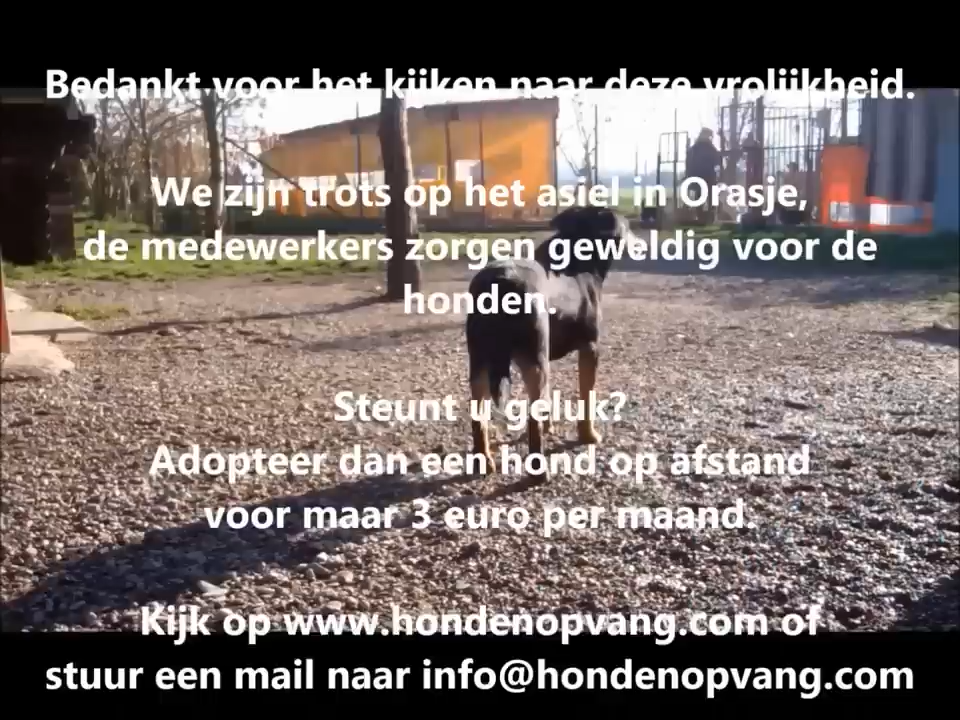 Bedankt voor het kijken naar deze vrolijkheid.
We zijn trots op het asiel in Orasje,
de medewerkers zorgen geweldig voor de
honden.
Steunt u geluk?
Adopteer dan een hond op afstand
voor maar 3 euro per maand.
Kijk op www.hondenopvang.com of
stuur een mail naar info@hondenopvang.com